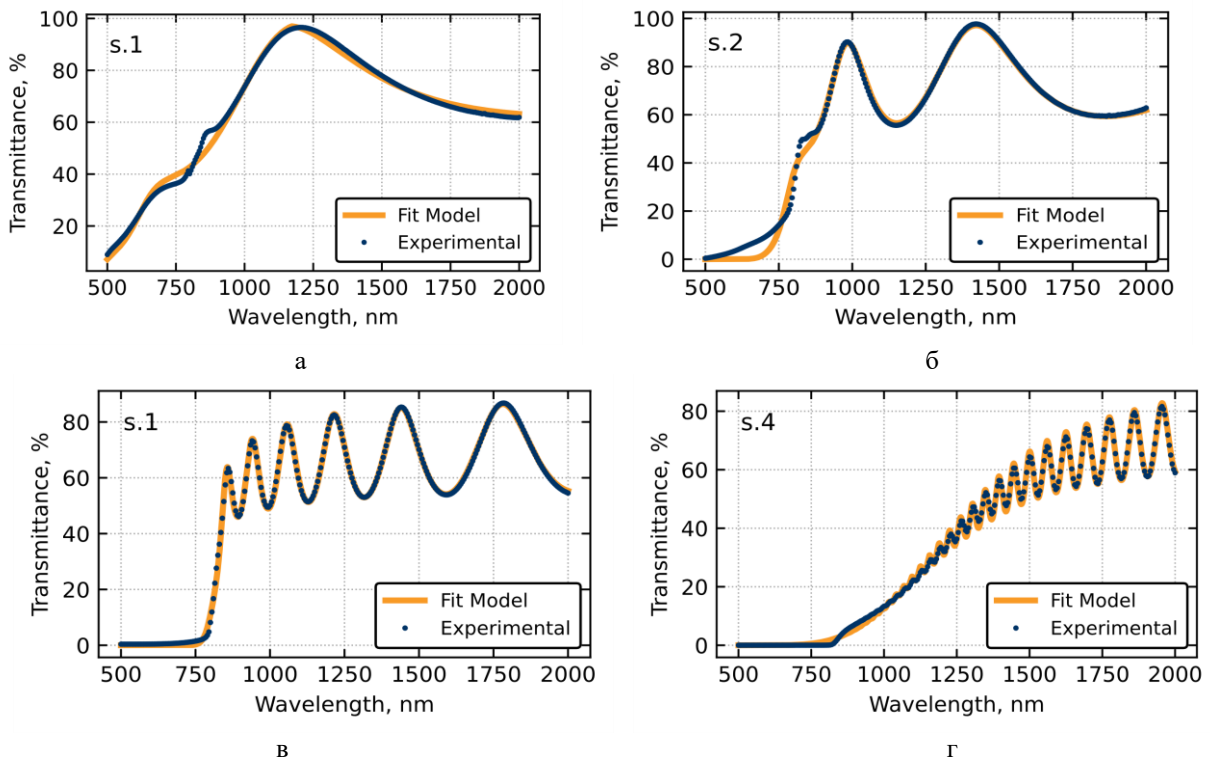 100
80
60
40
20
Transmittance, %
s.1
Fit Model
Experimental
500 750 1000 1250 1500 1750 2000
Wavelength, nm
а
100
80
60
40
20
0
Transmittance, %
s.2
Fit Model
Experimental
500 750 1000 1250 1500 1750 2000
Wavelength, nm
б
80
60
40
20
0
Transmittance, %
s.1
Fit Model
Experimental
500 750 1000 1250 1500 1750 2000
Wavelength, nm
в
80
60
40
20
0
Transmittance, %
s.4
Fit Model
Experimental
500 750 1000 1250 1500 1750 2000
Wavelength, nm
г